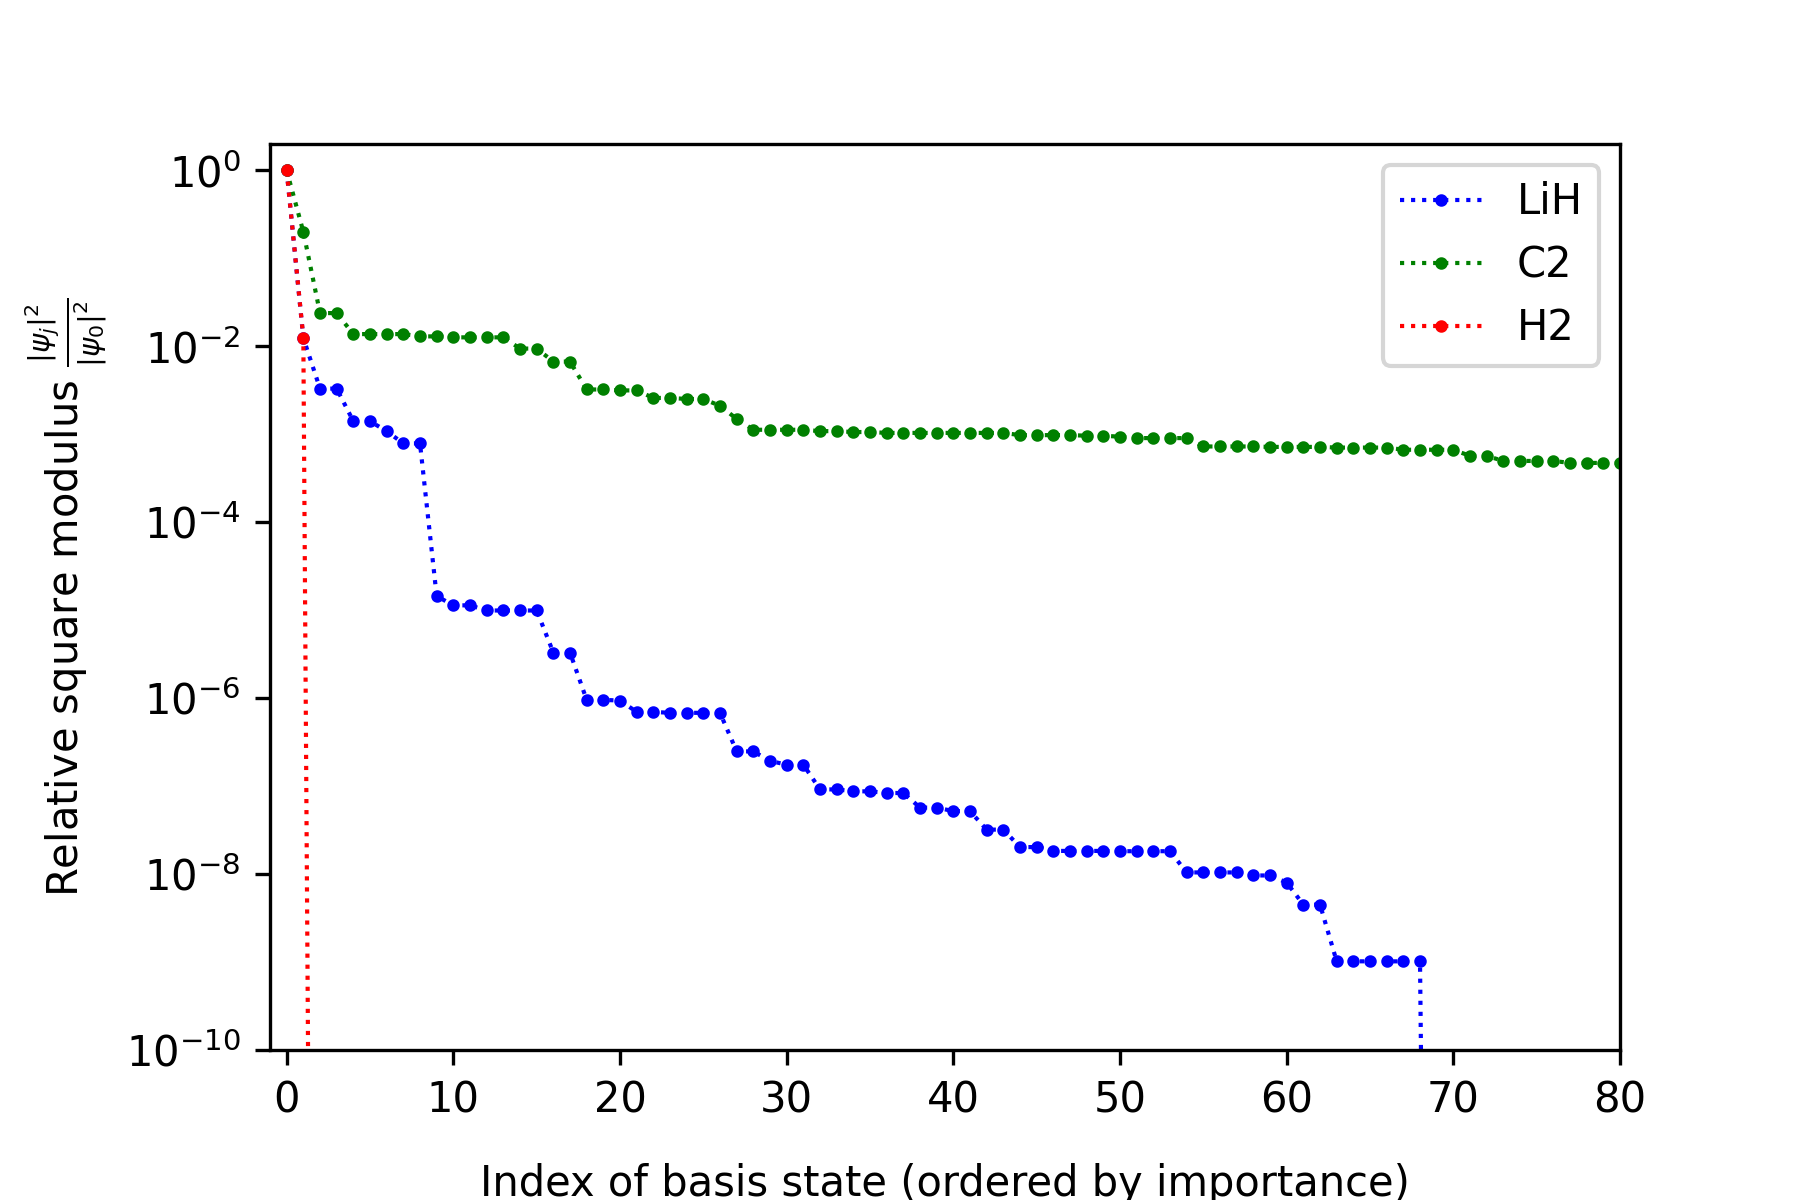 LiH
C2
H2
Relative square modulus |ψj|² / |ψ0|²
10⁰
10⁻²
10⁻⁴
10⁻⁶
10⁻⁸
10⁻¹⁰
0 10 20 30 40 50 60 70 80
Index of basis state (ordered by importance)